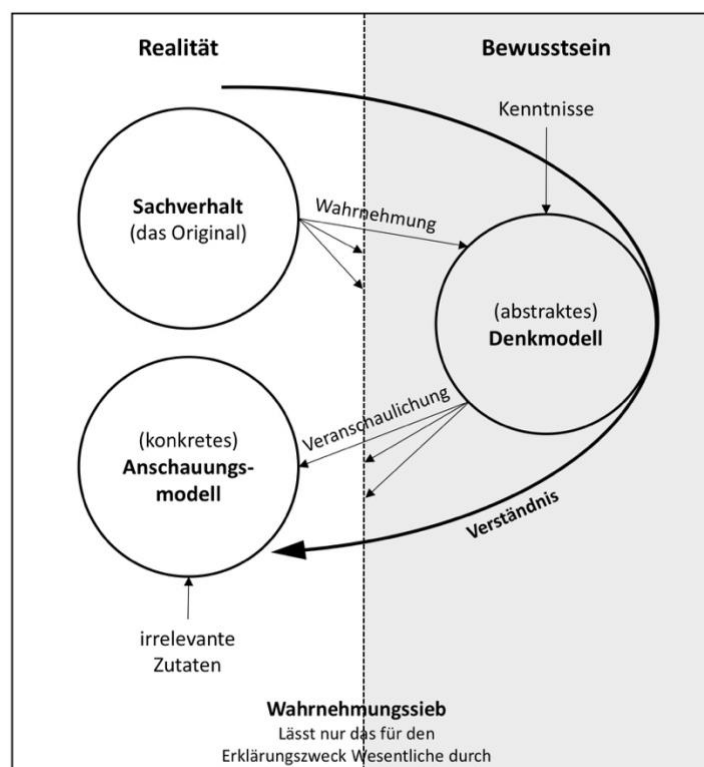 Realität
Bewusstsein
Kenntnisse
Sachverhalt
(das Original)
Wahrnehmung
(abstraktes)
Denkmodell
Veranschaulichung
(konkretes)
Anschauungs-
modell
Verständnis
irrelevante
Zutaten
Wahrnehmungssieb
Lässt nur das für den
Erklärungszweck Wesentliche durch